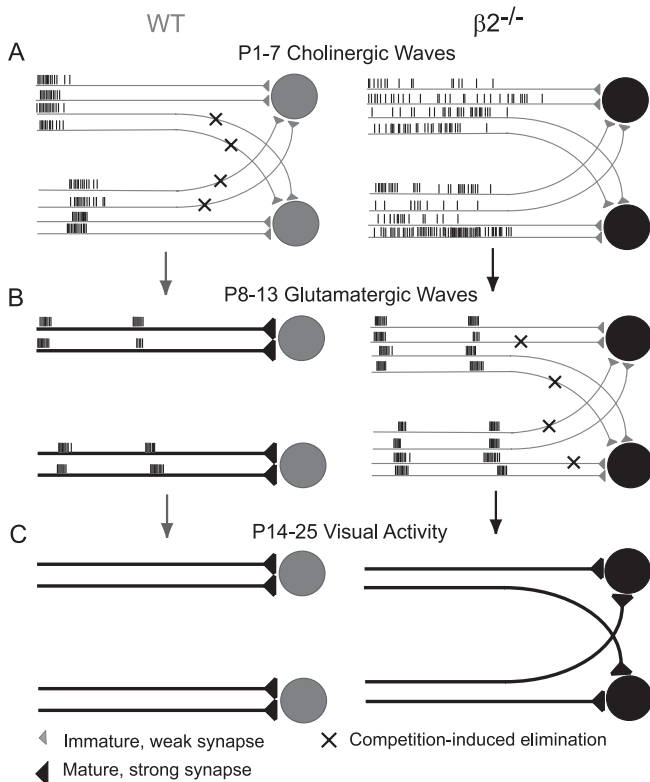 WT
β2-/-
A
P1-7 Cholinergic Waves
B
P8-13 Glutamatergic Waves
C
P14-25 Visual Activity
Immature, weak synapse
Competition-induced elimination
Mature, strong synapse